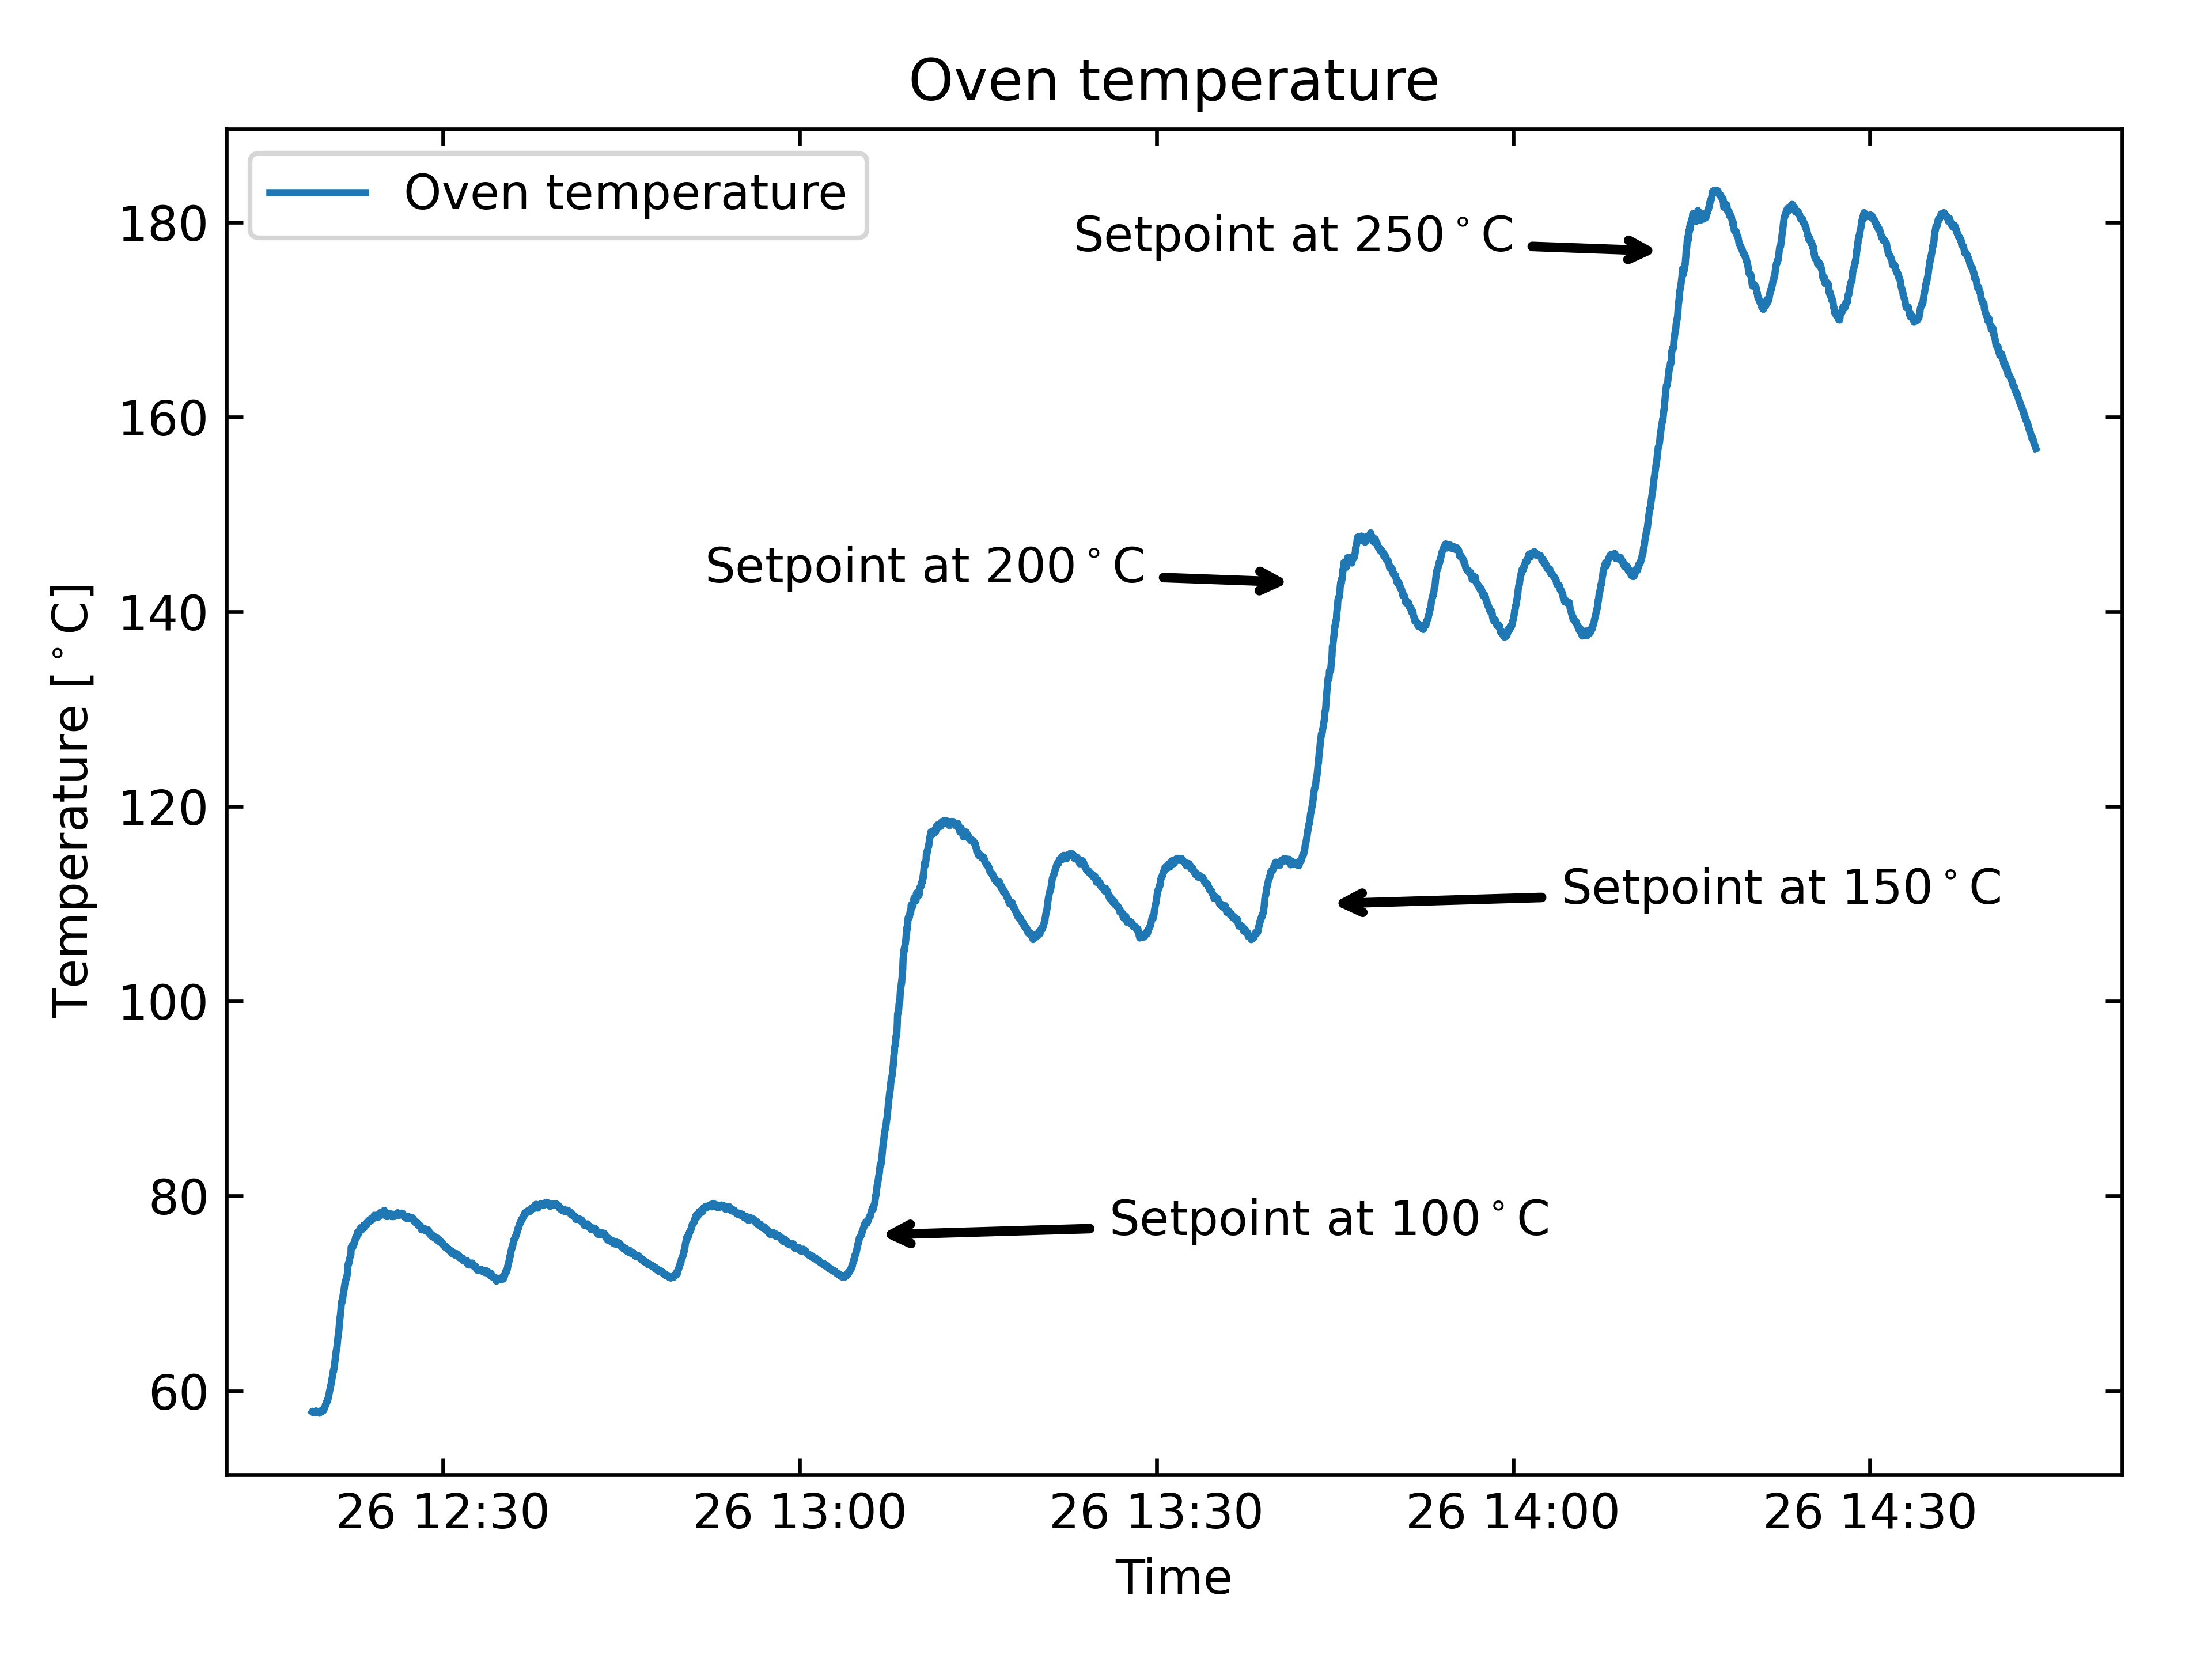 Oven temperature
Oven temperature
Setpoint at 250°C
Setpoint at 200°C
Setpoint at 150°C
Setpoint at 100°C
Temperature [°C]
180
160
140
120
100
80
60
26 12:30 26 13:00 26 13:30 26 14:00 26 14:30
Time